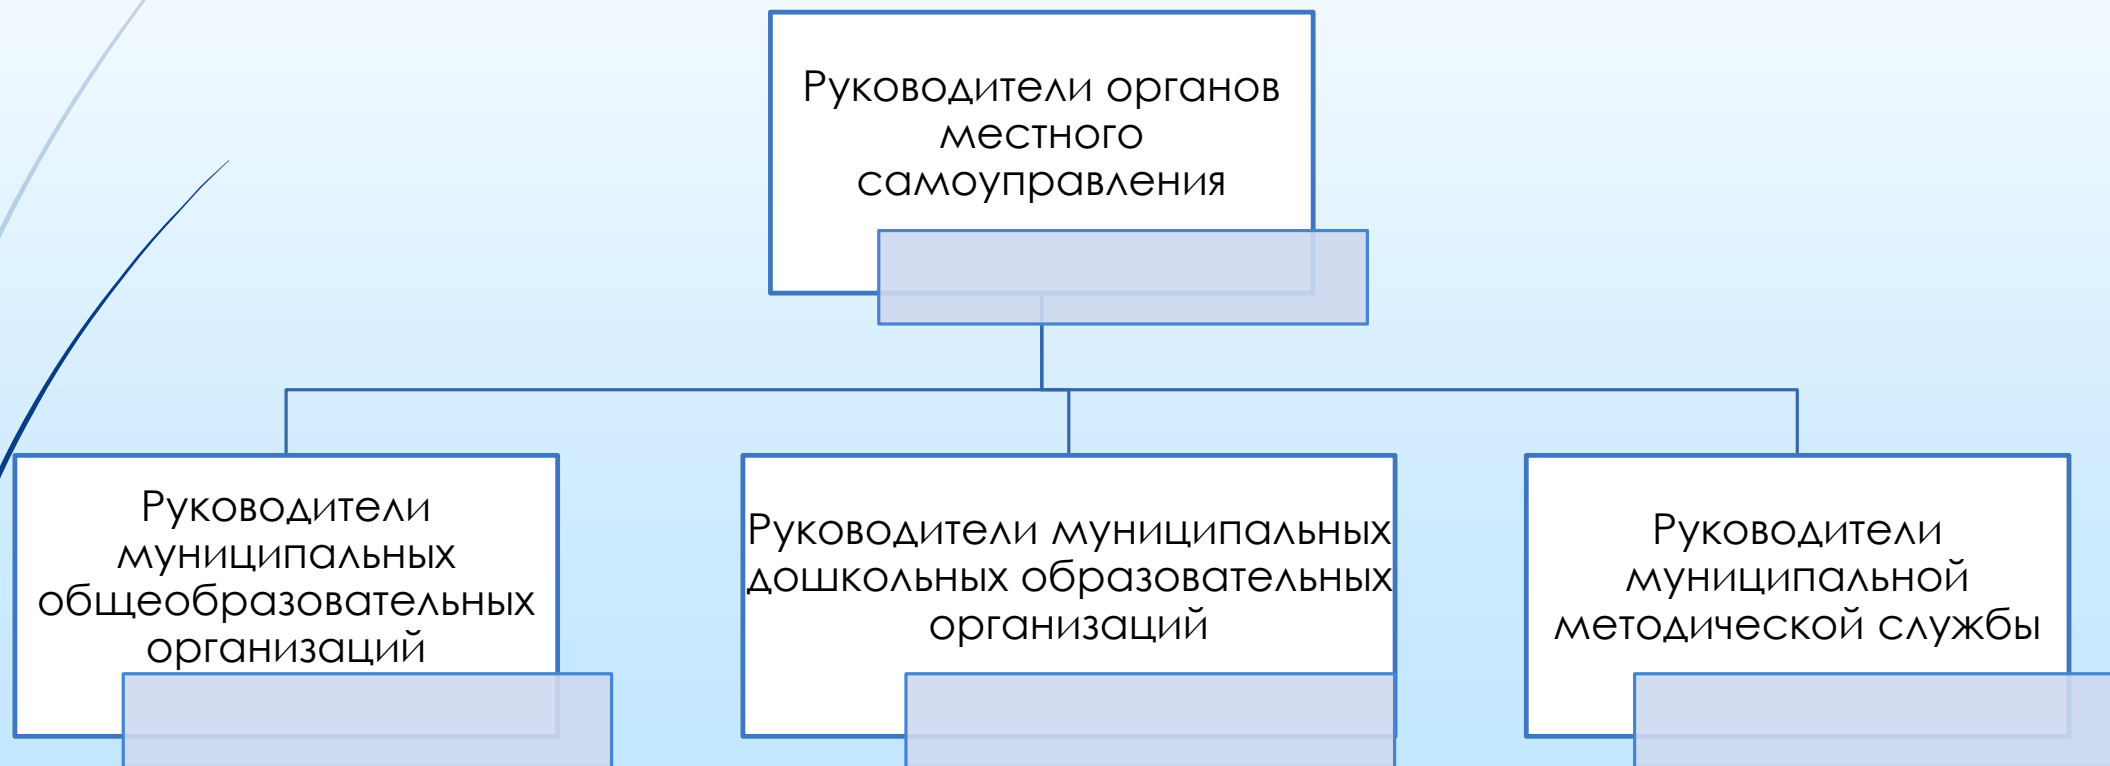 Руководители органов
местного
самоуправления
Руководители
муниципальных
общеобразовательных
организаций
Руководители муниципальных
дошкольных образовательных
организаций
Руководители
муниципальной
методической службы